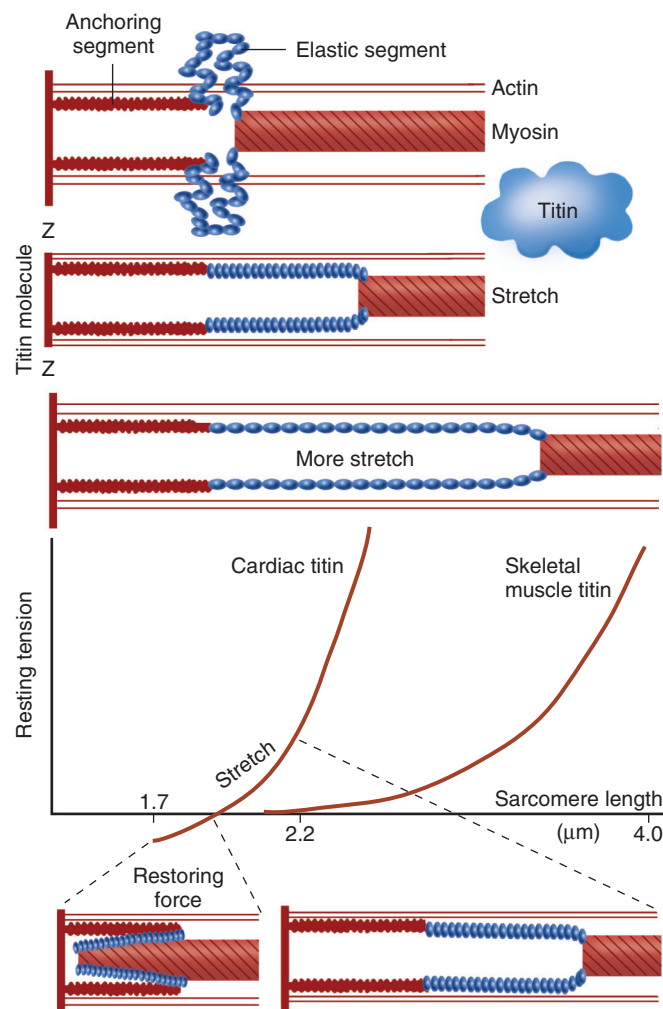 Anchoring
segment
Elastic segment
Actin
Myosin
Titin
Z
Titin molecule
Stretch
Z
More stretch
Cardiac titin
Skeletal
muscle titin
Resting tension
Stretch
1.7
Sarcomere length
2.2
(μm)
4.0
Restoring
force